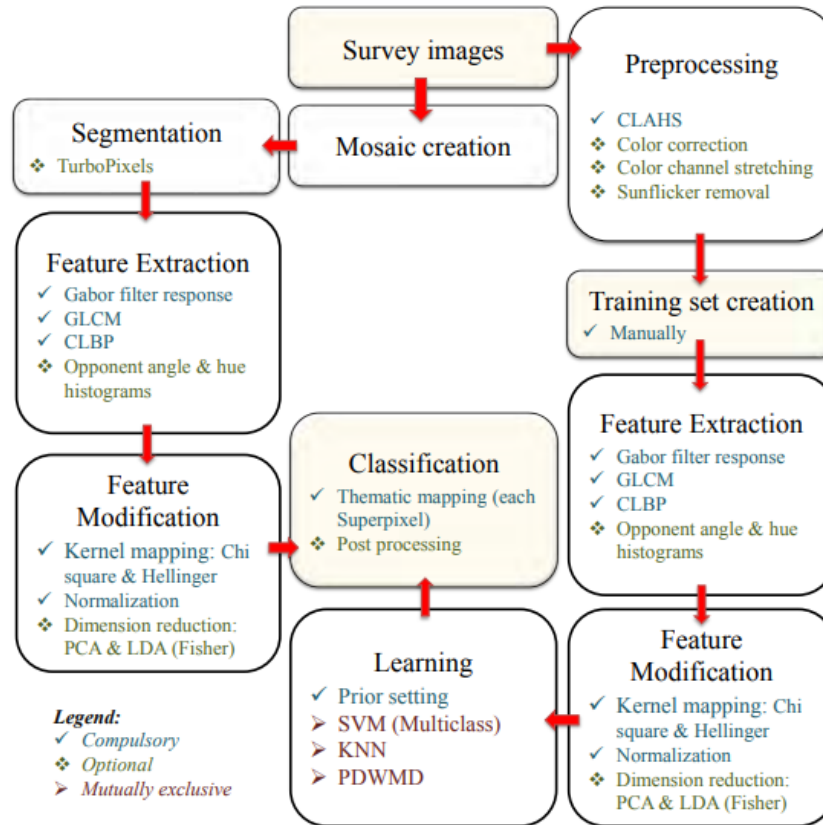 Survey images
Preprocessing
✓ CLAHS
❖ Color correction
❖ Color channel stretching
❖ Sunflicker removal
Mosaic creation
Segmentation
❖ TurboPixels
Feature Extraction
✓ Gabor filter response
✓ GLCM
✓ CLBP
❖ Opponent angle & hue
histograms
Training set creation
✓ Manually
Feature Extraction
✓ Gabor filter response
✓ GLCM
✓ CLBP
❖ Opponent angle & hue
histograms
Feature
Modification
✓ Kernel mapping: Chi
square & Hellinger
✓ Normalization
❖ Dimension reduction:
PCA & LDA (Fisher)
Classification
✓ Thematic mapping (each
Superpixel)
❖ Post processing
Learning
✓ Prior setting
➢ SVM (Multiclass)
➢ KNN
➢ PDWMD
Feature
Modification
✓ Kernel mapping: Chi
square & Hellinger
✓ Normalization
❖ Dimension reduction:
PCA & LDA (Fisher)
Legend:
✓ Compulsory
❖ Optional
➢ Mutually exclusive